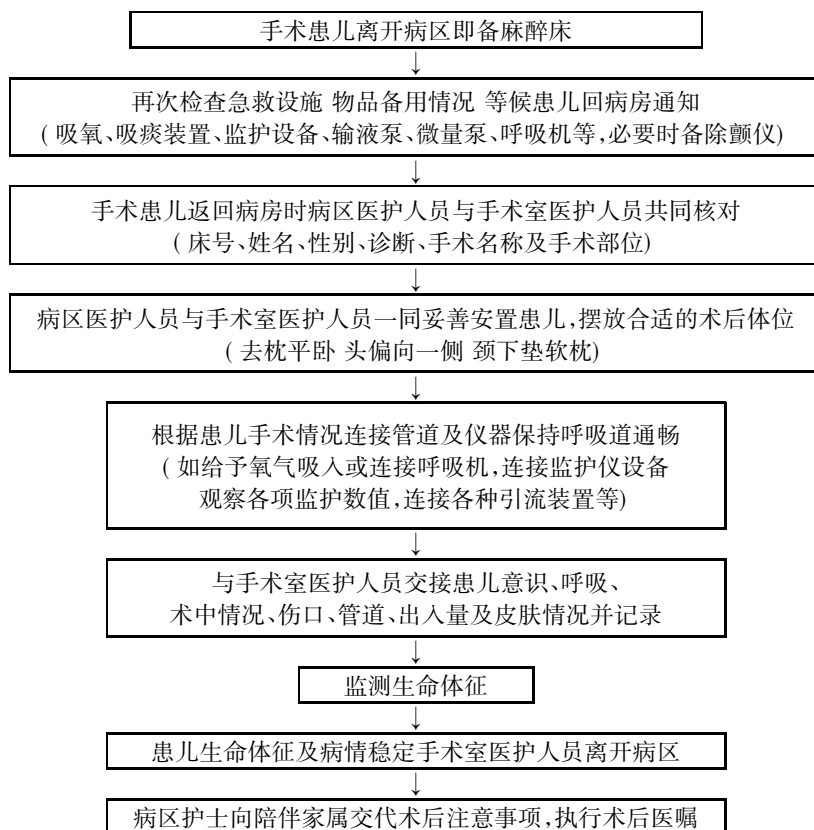 手术患儿离开病区即备麻醉床
↓
再次检查急救设施 物品备用情况 等候患儿回病房通知
(吸氧、吸痰装置、监护设备、输液泵、微量泵、呼吸机等,必要时备除颤仪)
↓
手术患儿返回病房时病区医护人员与手术室医护人员共同核对
(床号、姓名、性别、诊断、手术名称及手术部位)
↓
病区医护人员与手术室医护人员一同妥善安置患儿,摆放合适的术后体位
(去枕平卧 头偏向一侧 颈下垫软枕)
↓
根据患儿手术情况连接管道及仪器保持呼吸道通畅
(如给予氧气吸入或连接呼吸机,连接监护仪设备
观察各项监护数值,连接各种引流装置等)
↓
与手术室医护人员交接患儿意识、呼吸、
术中情况、伤口、管道、出入量及皮肤情况并记录
↓
监测生命体征
↓
患儿生命体征及病情稳定手术室医护人员离开病区
↓
病区护士向陪伴家属交代术后注意事项,执行术后医嘱